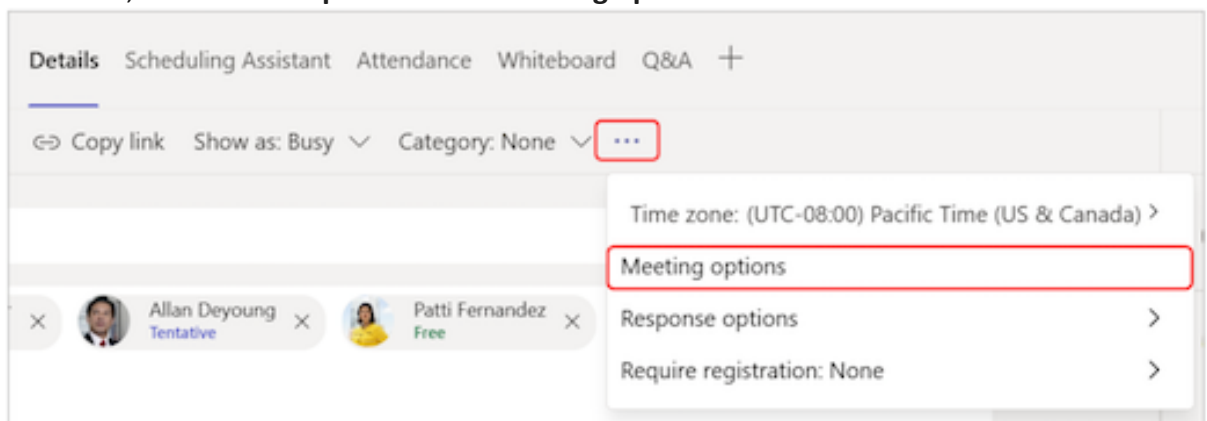 Details Scheduling Assistant Attendance Whiteboard Q&A +
Copy link Show as: Busy Category: None ...
Time zone: (UTC-08:00) Pacific Time (US & Canada) >
Meeting options
Allan Deyoung
Tentative
Patti Fernandez
Free
Response options >
Require registration: None >